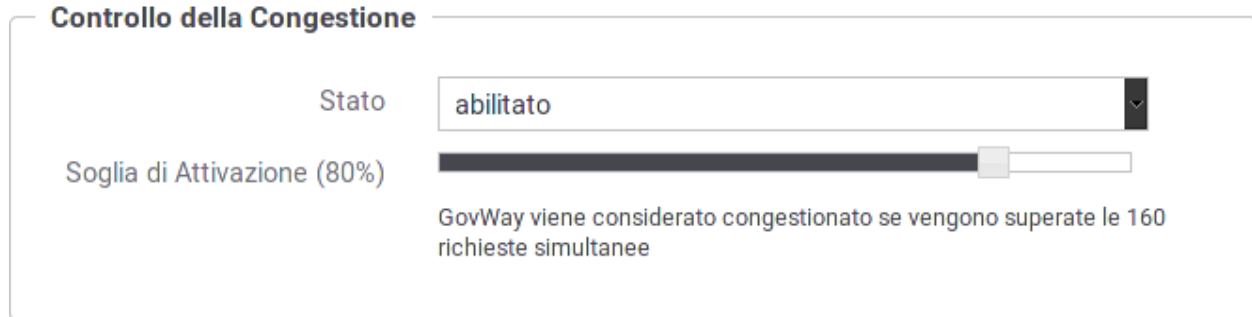 Controllo della Congestione
Stato
abilitato
Soglia di Attivazione (80%)
GovWay viene considerato congestionato se vengono superate le 160
richieste simultanee